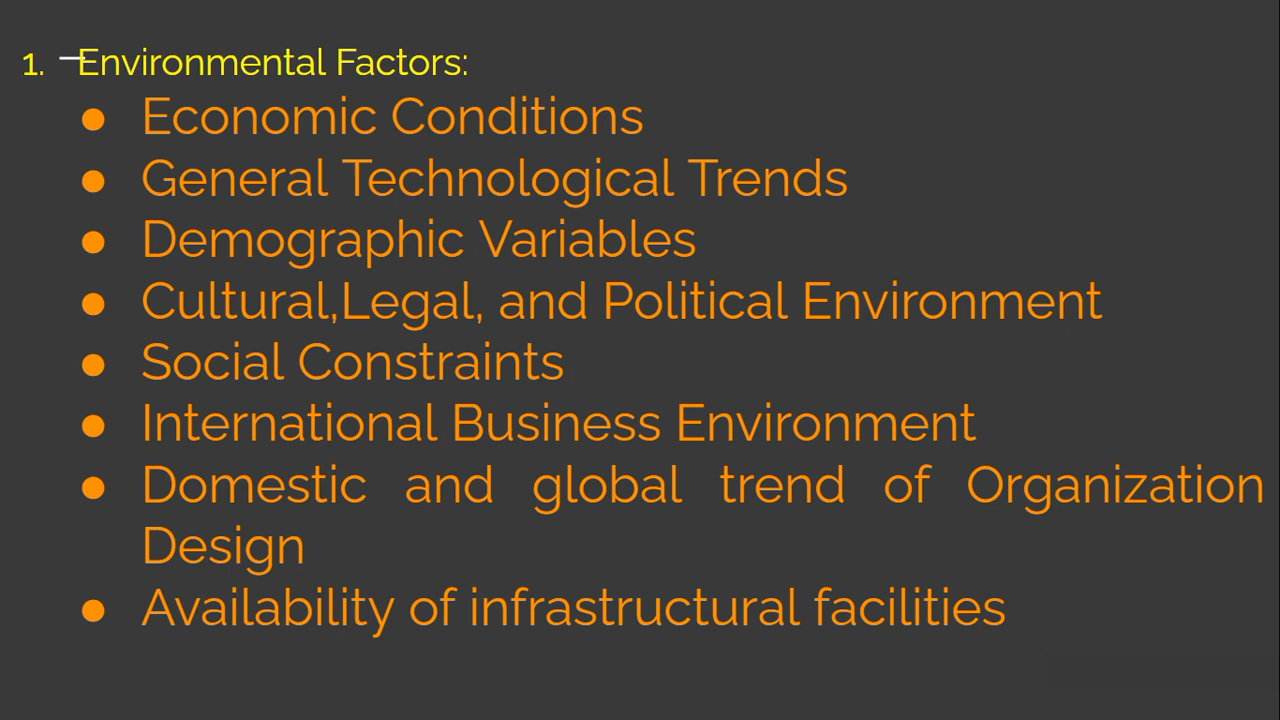 1. Environmental Factors:
● Economic Conditions
● General Technological Trends
● Demographic Variables
● Cultural,Legal, and Political Environment
● Social Constraints
● International Business Environment
● Domestic and global trend of Organization
Design
● Availability of infrastructural facilities